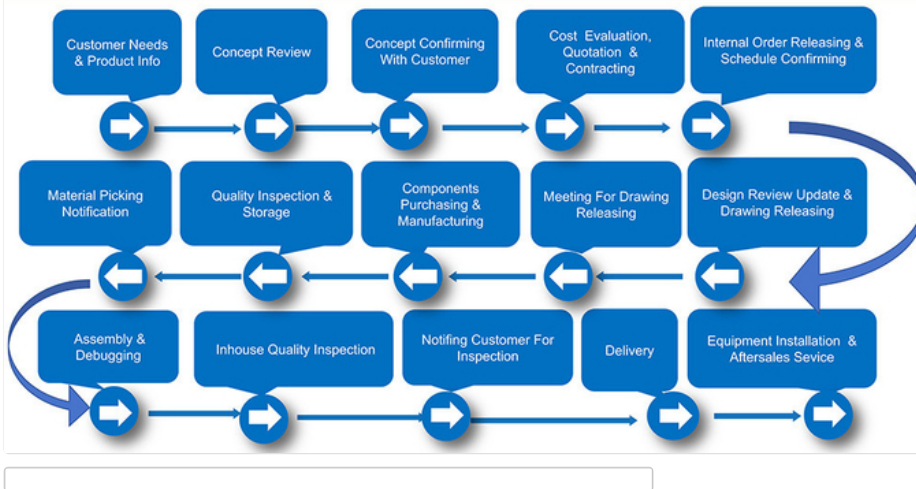 Customer Needs
& Product Info
Concept Review
Concept Confirming
With Customer
Cost Evaluation,
Quotation &
Contracting
Internal Order Releasing &
Schedule Confirming
Material Picking
Notification
Quality Inspection &
Storage
Components
Purchasing &
Manufacturing
Meeting For Drawing
Releasing
Design Review Update &
Drawing Releasing
Assembly &
Debugging
Inhouse Quality Inspection
Notifing Customer For
Inspection
Delivery
Equipment Installation &
Aftersales Sevice